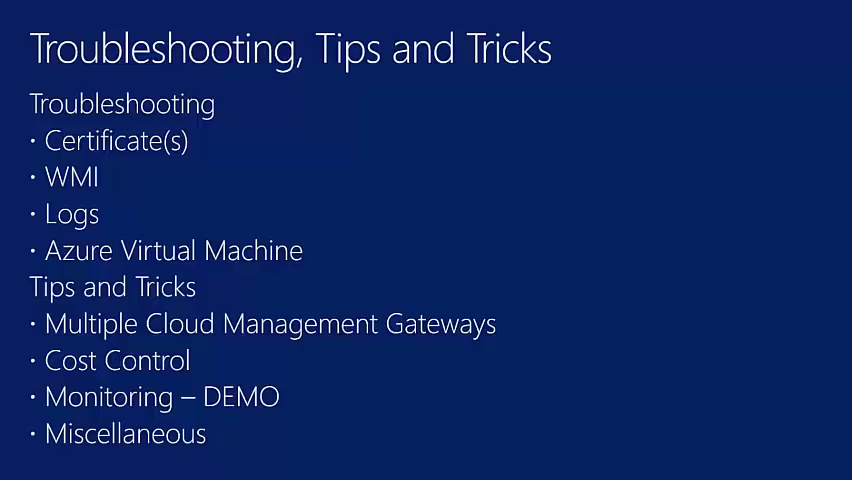 Troubleshooting, Tips and Tricks
Troubleshooting
· Certificate(s)
· WMI
· Logs
· Azure Virtual Machine
Tips and Tricks
· Multiple Cloud Management Gateways
· Cost Control
· Monitoring – DEMO
· Miscellaneous